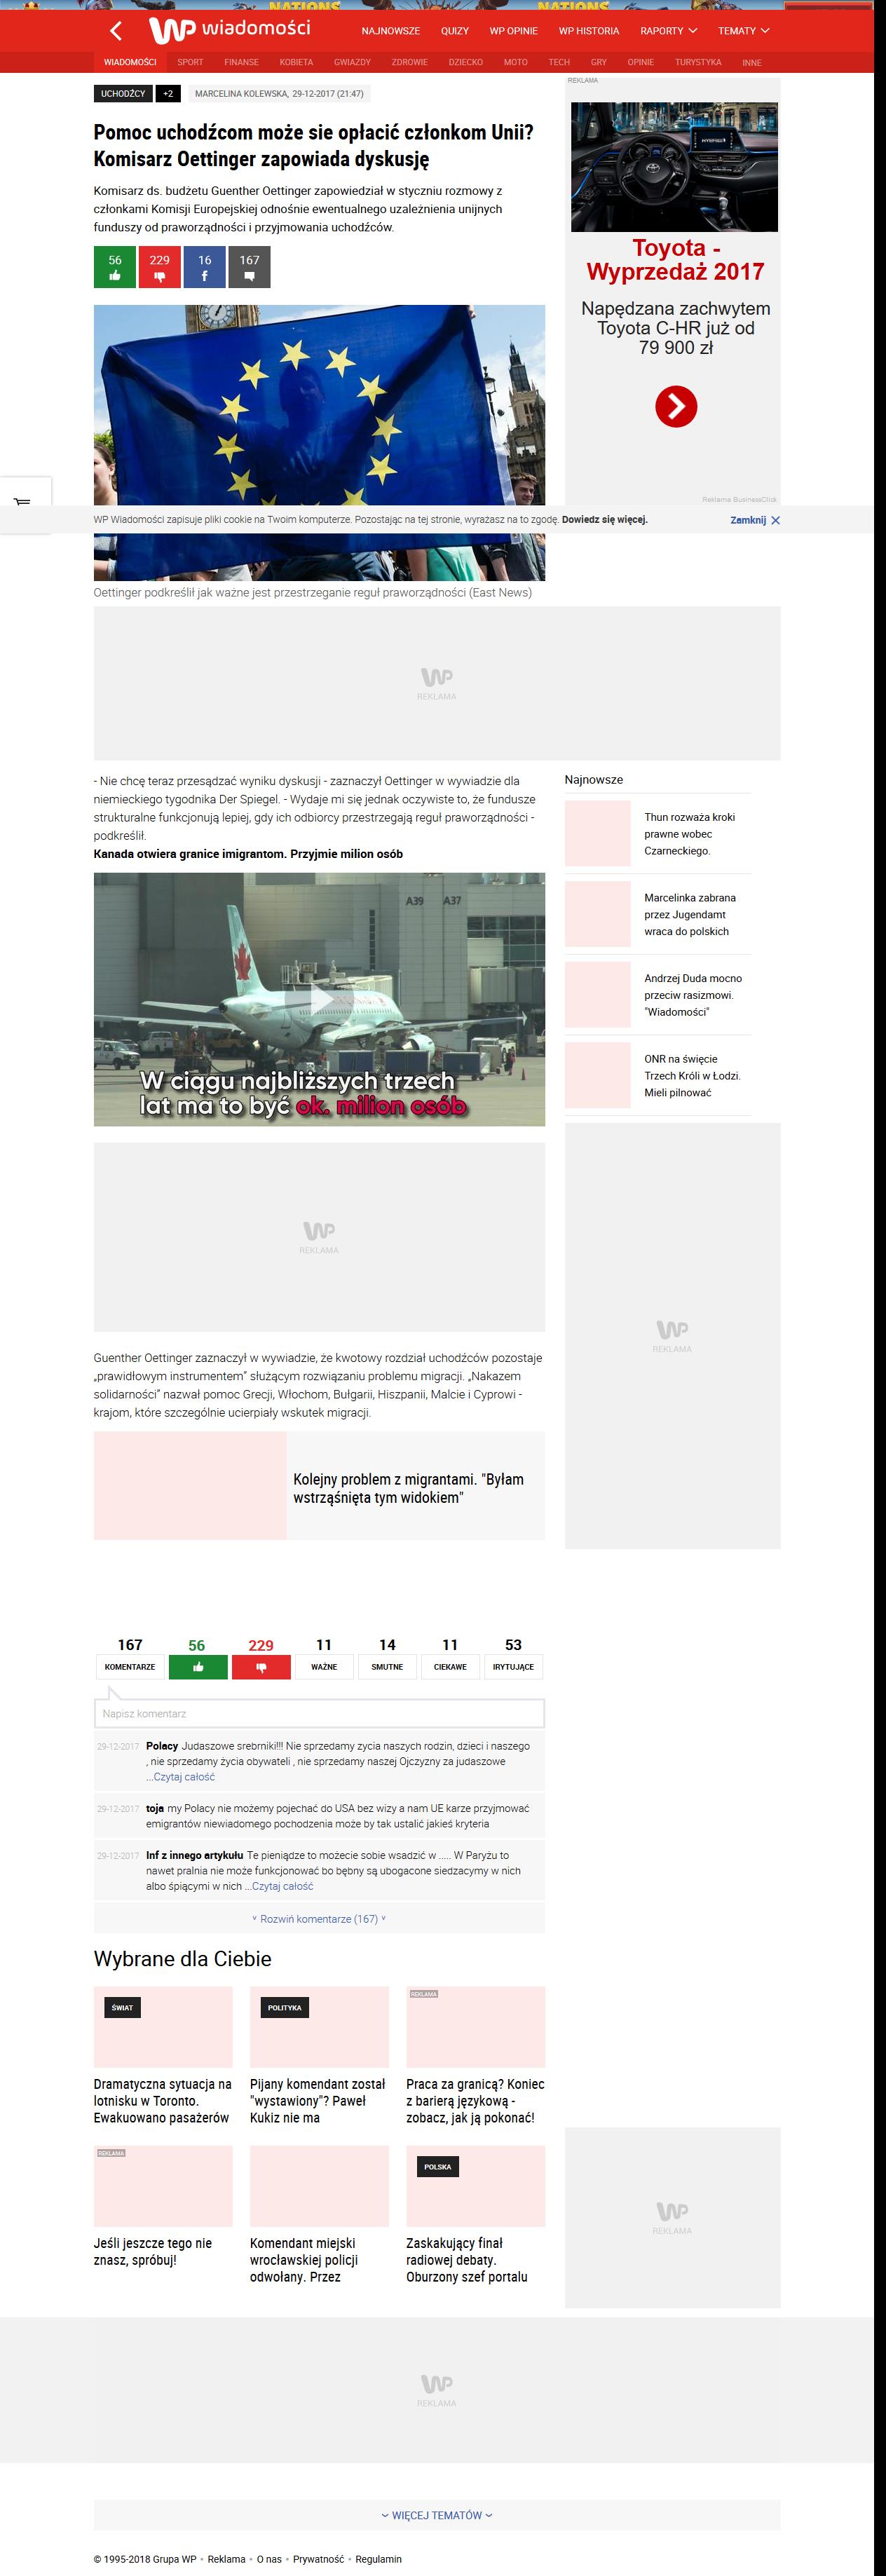 NATIONS NATIONS
WP wiadomości
NAJNOWSZE QUIZY WP OPINIE WP HISTORIA RAPORTY TEMATY
WIADOMOŚCI SPORT FINANSE KOBIETA GWIAZDY ZDROWIE DZIECKO MOTO TECH GRY OPINIE TURYSTYKA INNE
UCHODŹCY +2 MARCELINA KOLEWSKA, 29-12-2017 (21:47)
Pomoc uchodźcom może sie opłacić członkom Unii?
Komisarz Oettinger zapowiada dyskusję
Komisarz ds. budżetu Guenther Oettinger zapowiedział w styczniu rozmowy z
członkami Komisji Europejskiej odnośnie ewentualnego uzależnienia unijnych
funduszy od praworządności i przyjmowania uchodźców.
56 229 16 167
f
REKLAMA
HYBRID
Toyota -
Wyprzedaż 2017
Napędzana zachwytem
Toyota C-HR już od
79 900 zł
Reklama BusinessClick
WP Wiadomości zapisuje pliki cookie na Twoim komputerze. Pozostając na tej stronie, wyrażasz na to zgodę. Dowiedz się więcej.
Zamknij
Oettinger podkreślił jak ważne jest przestrzeganie reguł praworządności (East News)
WP
REKLAMA
- Nie chcę teraz przesądzać wyniku dyskusji - zaznaczył Oettinger w wywiadzie dla
niemieckiego tygodnika Der Spiegel. - Wydaje mi się jednak oczywiste to, że fundusze
strukturalne funkcjonują lepiej, gdy ich odbiorcy przestrzegają reguł praworządności -
podkreślił.
Kanada otwiera granice imigrantom. Przyjmie milion osób
A39 A37
W ciągu najbliższych trzech
lat ma to być ok. milion osób
Najnowsze
Thun rozważa kroki
prawne wobec
Czarneckiego.
Marcelinka zabrana
przez Jugendamt
wraca do polskich
Andrzej Duda mocno
przeciw rasizmowi.
"Wiadomości"
ONR na święcie
Trzech Króli w Łodzi.
Mieli pilnować
WP
REKLAMA
WP
REKLAMA
Guenther Oettinger zaznaczył w wywiadzie, że kwotowy rozdział uchodźców pozostaje
„prawidłowym instrumentem” służącym rozwiązaniu problemu migracji. „Nakazem
solidarności” nazwał pomoc Grecji, Włochom, Bułgarii, Hiszpanii, Malcie i Cyprowi -
krajom, które szczególnie ucierpiały wskutek migracji.
Kolejny problem z migrantami. "Byłam
wstrząśnięta tym widokiem"
167 56 229 11 14 11 53
KOMENTARZE WAŻNE SMUTNE CIEKAWE IRYTUJĄCE
Napisz komentarz
29-12-2017 Polacy Judaszowe srebrniki!!! Nie sprzedamy zycia naszych rodzin, dzieci i naszego
, nie sprzedamy życia obywateli , nie sprzedamy naszej Ojczyzny za judaszowe
...Czytaj całość
29-12-2017 toja my Polacy nie możemy pojechać do USA bez wizy a nam UE karze przyjmować
emigrantów niewiadomego pochodzenia może by tak ustalić jakieś kryteria
29-12-2017 Inf z innego artykułu Te pieniądze to możecie sobie wsadzić w ..... W Paryżu to
nawet pralnia nie może funkcjonować bo bębny są ubogacone siedzacymy w nich
albo śpiącymi w nich ...Czytaj całość
Rozwiń komentarze (167)
Wybrane dla Ciebie
ŚWIAT
Dramatyczna sytuacja na
lotnisku w Toronto.
Ewakuowano pasażerów
POLITYKA
Pijany komendant został
"wystawiony"? Paweł
Kukiz nie ma
REKLAMA
Praca za granicą? Koniec
z barierą językową -
zobacz, jak ją pokonać!
REKLAMA
Jeśli jeszcze tego nie
znasz, spróbuj!
Komendant miejski
wrocławskiej policji
odwołany. Przez
POLSKA
Zaskakujący finał
radiowej debaty.
Oburzony szef portalu
WP
REKLAMA
WP
REKLAMA
WIĘCEJ TEMATÓW
© 1995-2018 Grupa WP • Reklama • O nas • Prywatność • Regulamin